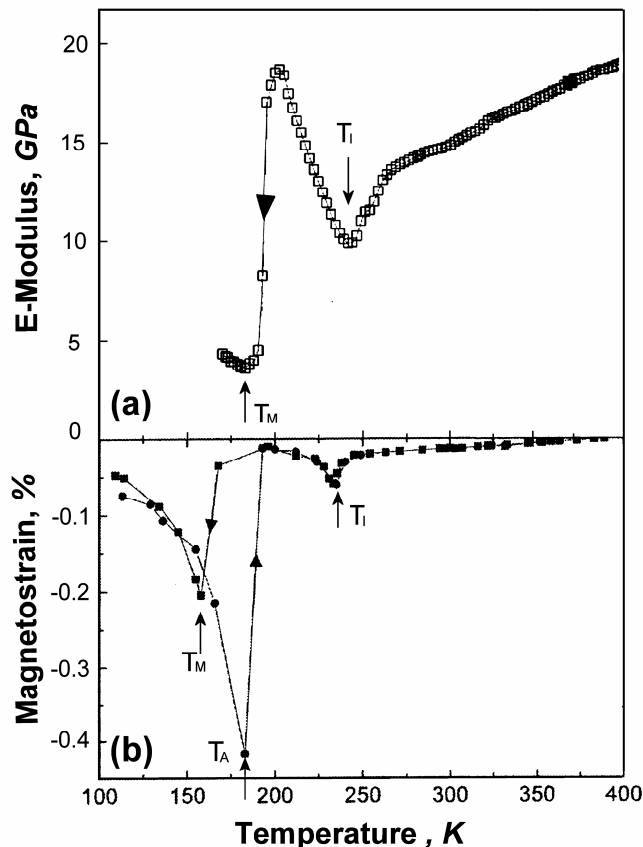 20
15
10
5
0
E-Modulus, GPa
T_I
(a)
T_M
-0.1
-0.2
-0.3
-0.4
Magnetostrain, %
T_I
T_M
T_A
(b)
100 150 200 250 300 350 400
Temperature , K